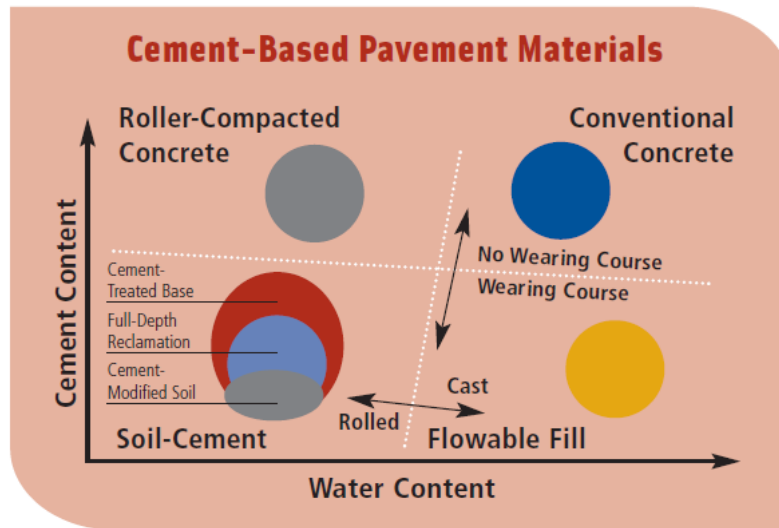 Cement-Based Pavement Materials
Roller-Compacted
Concrete
Conventional
Concrete
Cement Content
No Wearing Course
Wearing Course
Cement-
Treated Base
Full-Depth
Reclamation
Cement-
Modified Soil
Cast
Rolled
Soil-Cement
Flowable Fill
Water Content